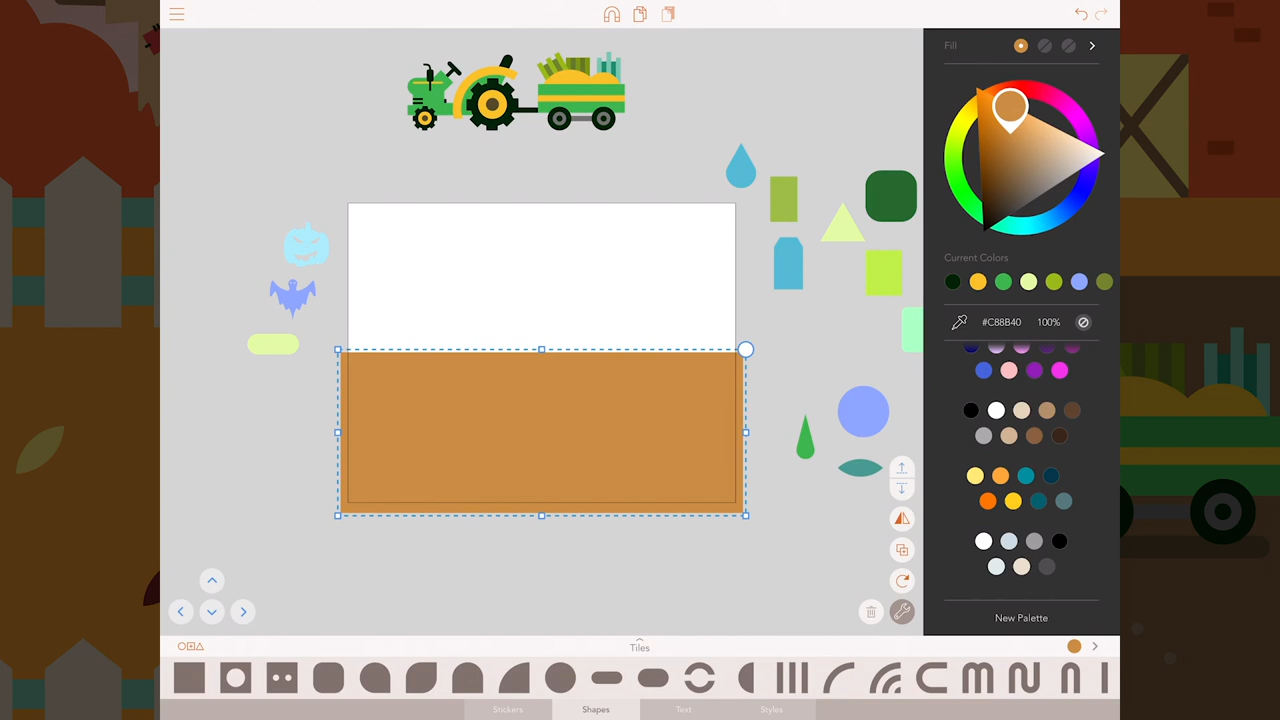 Fill
Current Colors
#C88B40 100%
New Palette
Tiles
Stickers Shapes Text Styles